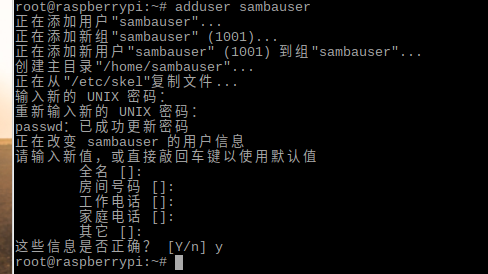 root@raspberrypi:~# adduser sambauser
正在添加用户"sambauser"...
正在添加新组"sambauser" (1001)...
正在添加新用户"sambauser" (1001) 到组"sambauser"...
创建主目录"/home/sambauser"...
正在从"/etc/skel"复制文件...
输入新的 UNIX 密码：
重新输入新的 UNIX 密码：
passwd：已成功更新密码
正在改变 sambauser 的用户信息
请输入新值，或直接敲回车键以使用默认值
全名 []:
房间号码 []:
工作电话 []:
家庭电话 []:
其它 []:
这些信息是否正确？ [Y/n] y
root@raspberrypi:~#